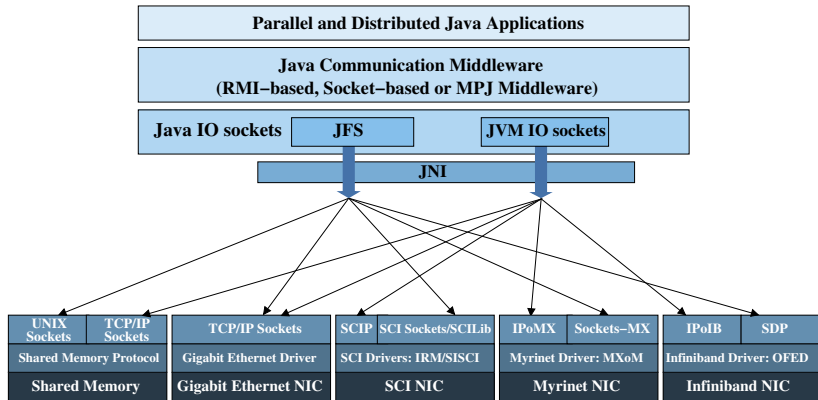 Parallel and Distributed Java Applications
Java Communication Middleware
(RMI−based, Socket−based or MPJ Middleware)
Java IO sockets
JFS
JVM IO sockets
JNI
UNIX
Sockets
TCP/IP
Sockets
TCP/IP Sockets
SCIP
SCI Sockets/SCILib
IPoMX
Sockets−MX
IPoIB
SDP
Shared Memory Protocol
Gigabit Ethernet Driver
SCI Drivers: IRM/SISCI
Myrinet Driver: MXoM
Infiniband Driver: OFED
Shared Memory
Gigabit Ethernet NIC
SCI NIC
Myrinet NIC
Infiniband NIC